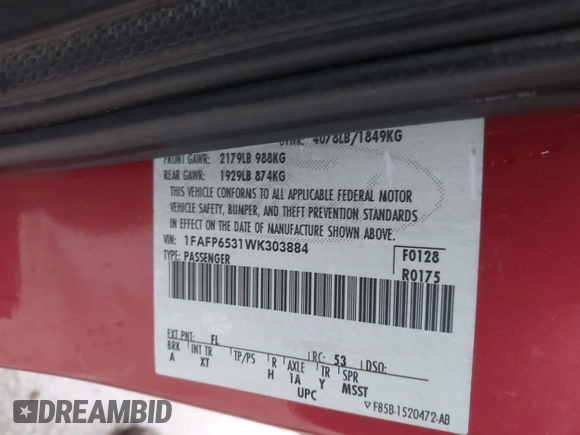 4078LB/1849KG
FRONT GAWR: 2179LB 988KG
REAR GAWR: 1929LB 874KG
THIS VEHICLE CONFORMS TO ALL APPLICABLE FEDERAL MOTOR
VEHICLE SAFETY, BUMPER, AND THEFT PREVENTION STANDARDS
IN EFFECT ON THE DATE OF MANUFACTURE SHOWN ABOVE.
VIN: 1FAFP6531WK303884
TYPE: PASSENGER
F0128
R0175
EXT PNT: FL RC: 53 DSO:
BRK INT TR TP/PS R AXLE TR SPR
A XT H 1A Y MSST
UPC
▽F85B-1520472-AB
DREAMBID